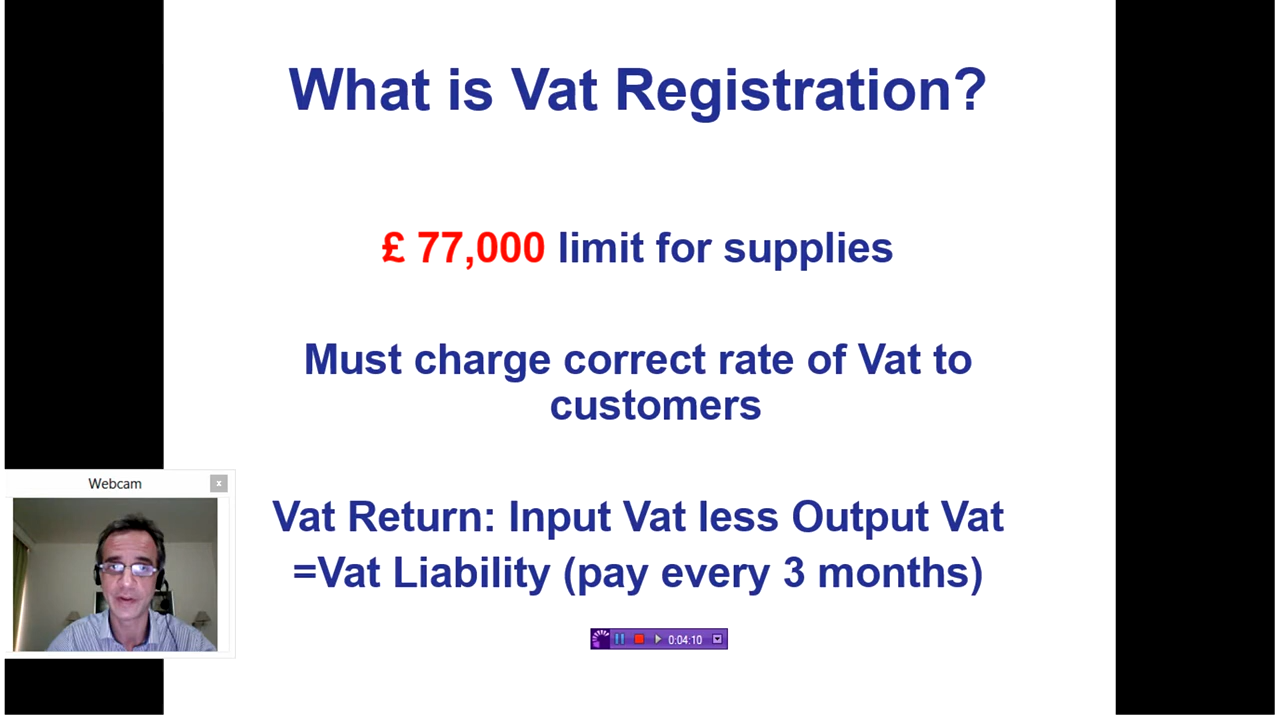 What is Vat Registration?
£ 77,000 limit for supplies
Must charge correct rate of Vat to
customers
Webcam x
Vat Return: Input Vat less Output Vat
=Vat Liability (pay every 3 months)
0:04:10